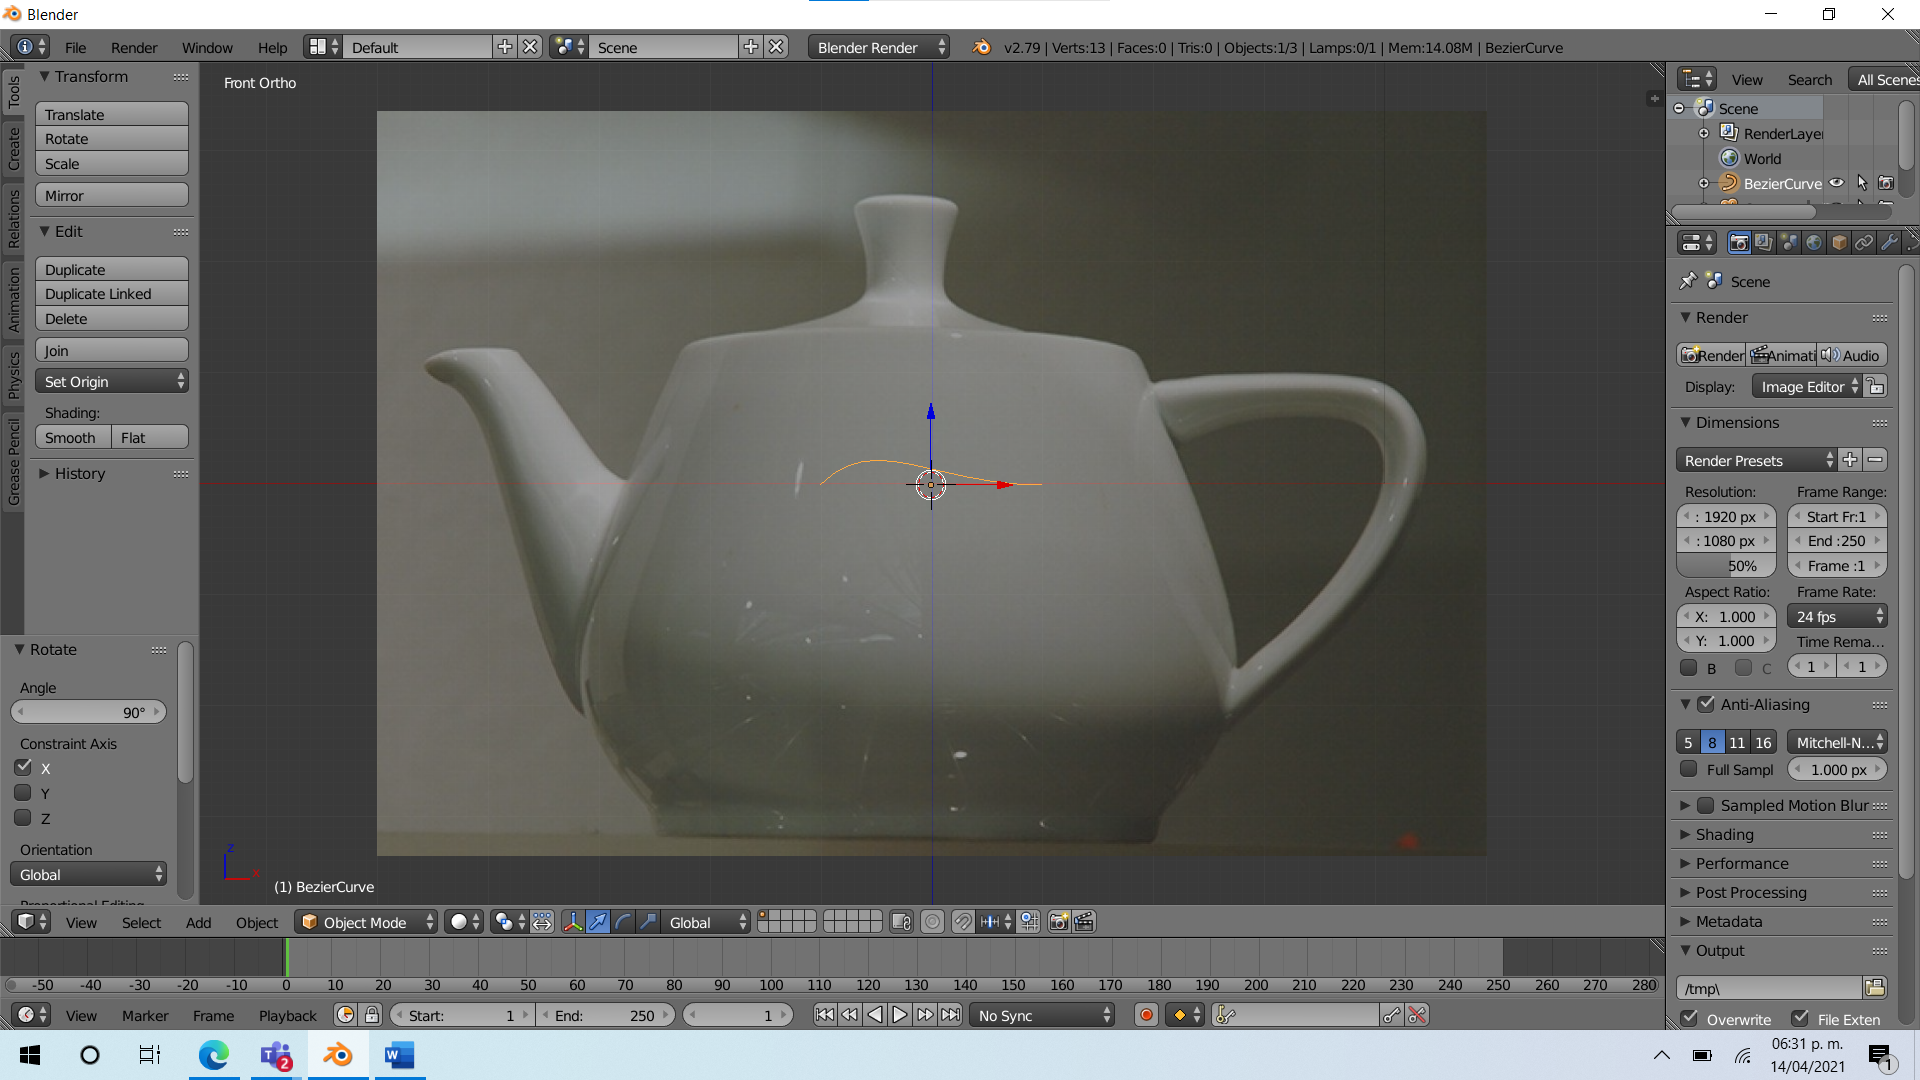 Blender
File Render Window Help Default Scene Blender Render v2.79 | Verts:13 | Faces:0 | Tris:0 | Objects:1/3 | Lamps:0/1 | Mem:14.08M | BezierCurve
Tools
Create
Relations
Animation
Physics
Grease Pencil
Transform
Translate
Rotate
Scale
Mirror
Edit
Duplicate
Duplicate Linked
Delete
Join
Set Origin
Shading:
Smooth Flat
History
Rotate
Angle
90°
Constraint Axis
X
Y
Z
Orientation
Global
Front Ortho
z
x
(1) BezierCurve
View Search All Scenes
Scene
RenderLayer
World
BezierCurve
Scene
Render
Render Animati Audio
Display: Image Editor
Dimensions
Render Presets
Resolution: Frame Range:
: 1920 px Start Fr:1
: 1080 px End :250
50% Frame :1
Aspect Ratio: Frame Rate:
X: 1.000 24 fps
Y: 1.000 Time Rema...
B C 1 1
Anti-Aliasing
5 8 11 16 Mitchell-N...
Full Sampl 1.000 px
Sampled Motion Blur
Shading
Performance
Post Processing
Metadata
Output
/tmp\
Overwrite File Exten
View Select Add Object Object Mode Global
-50 -40 -30 -20 -10 0 10 20 30 40 50 60 70 80 90 100 110 120 130 140 150 160 170 180 190 200 210 220 230 240 250 260 270 280
View Marker Frame Playback Start: 1 End: 250 1 No Sync
T 2 W
06:31 p. m.
14/04/2021
1